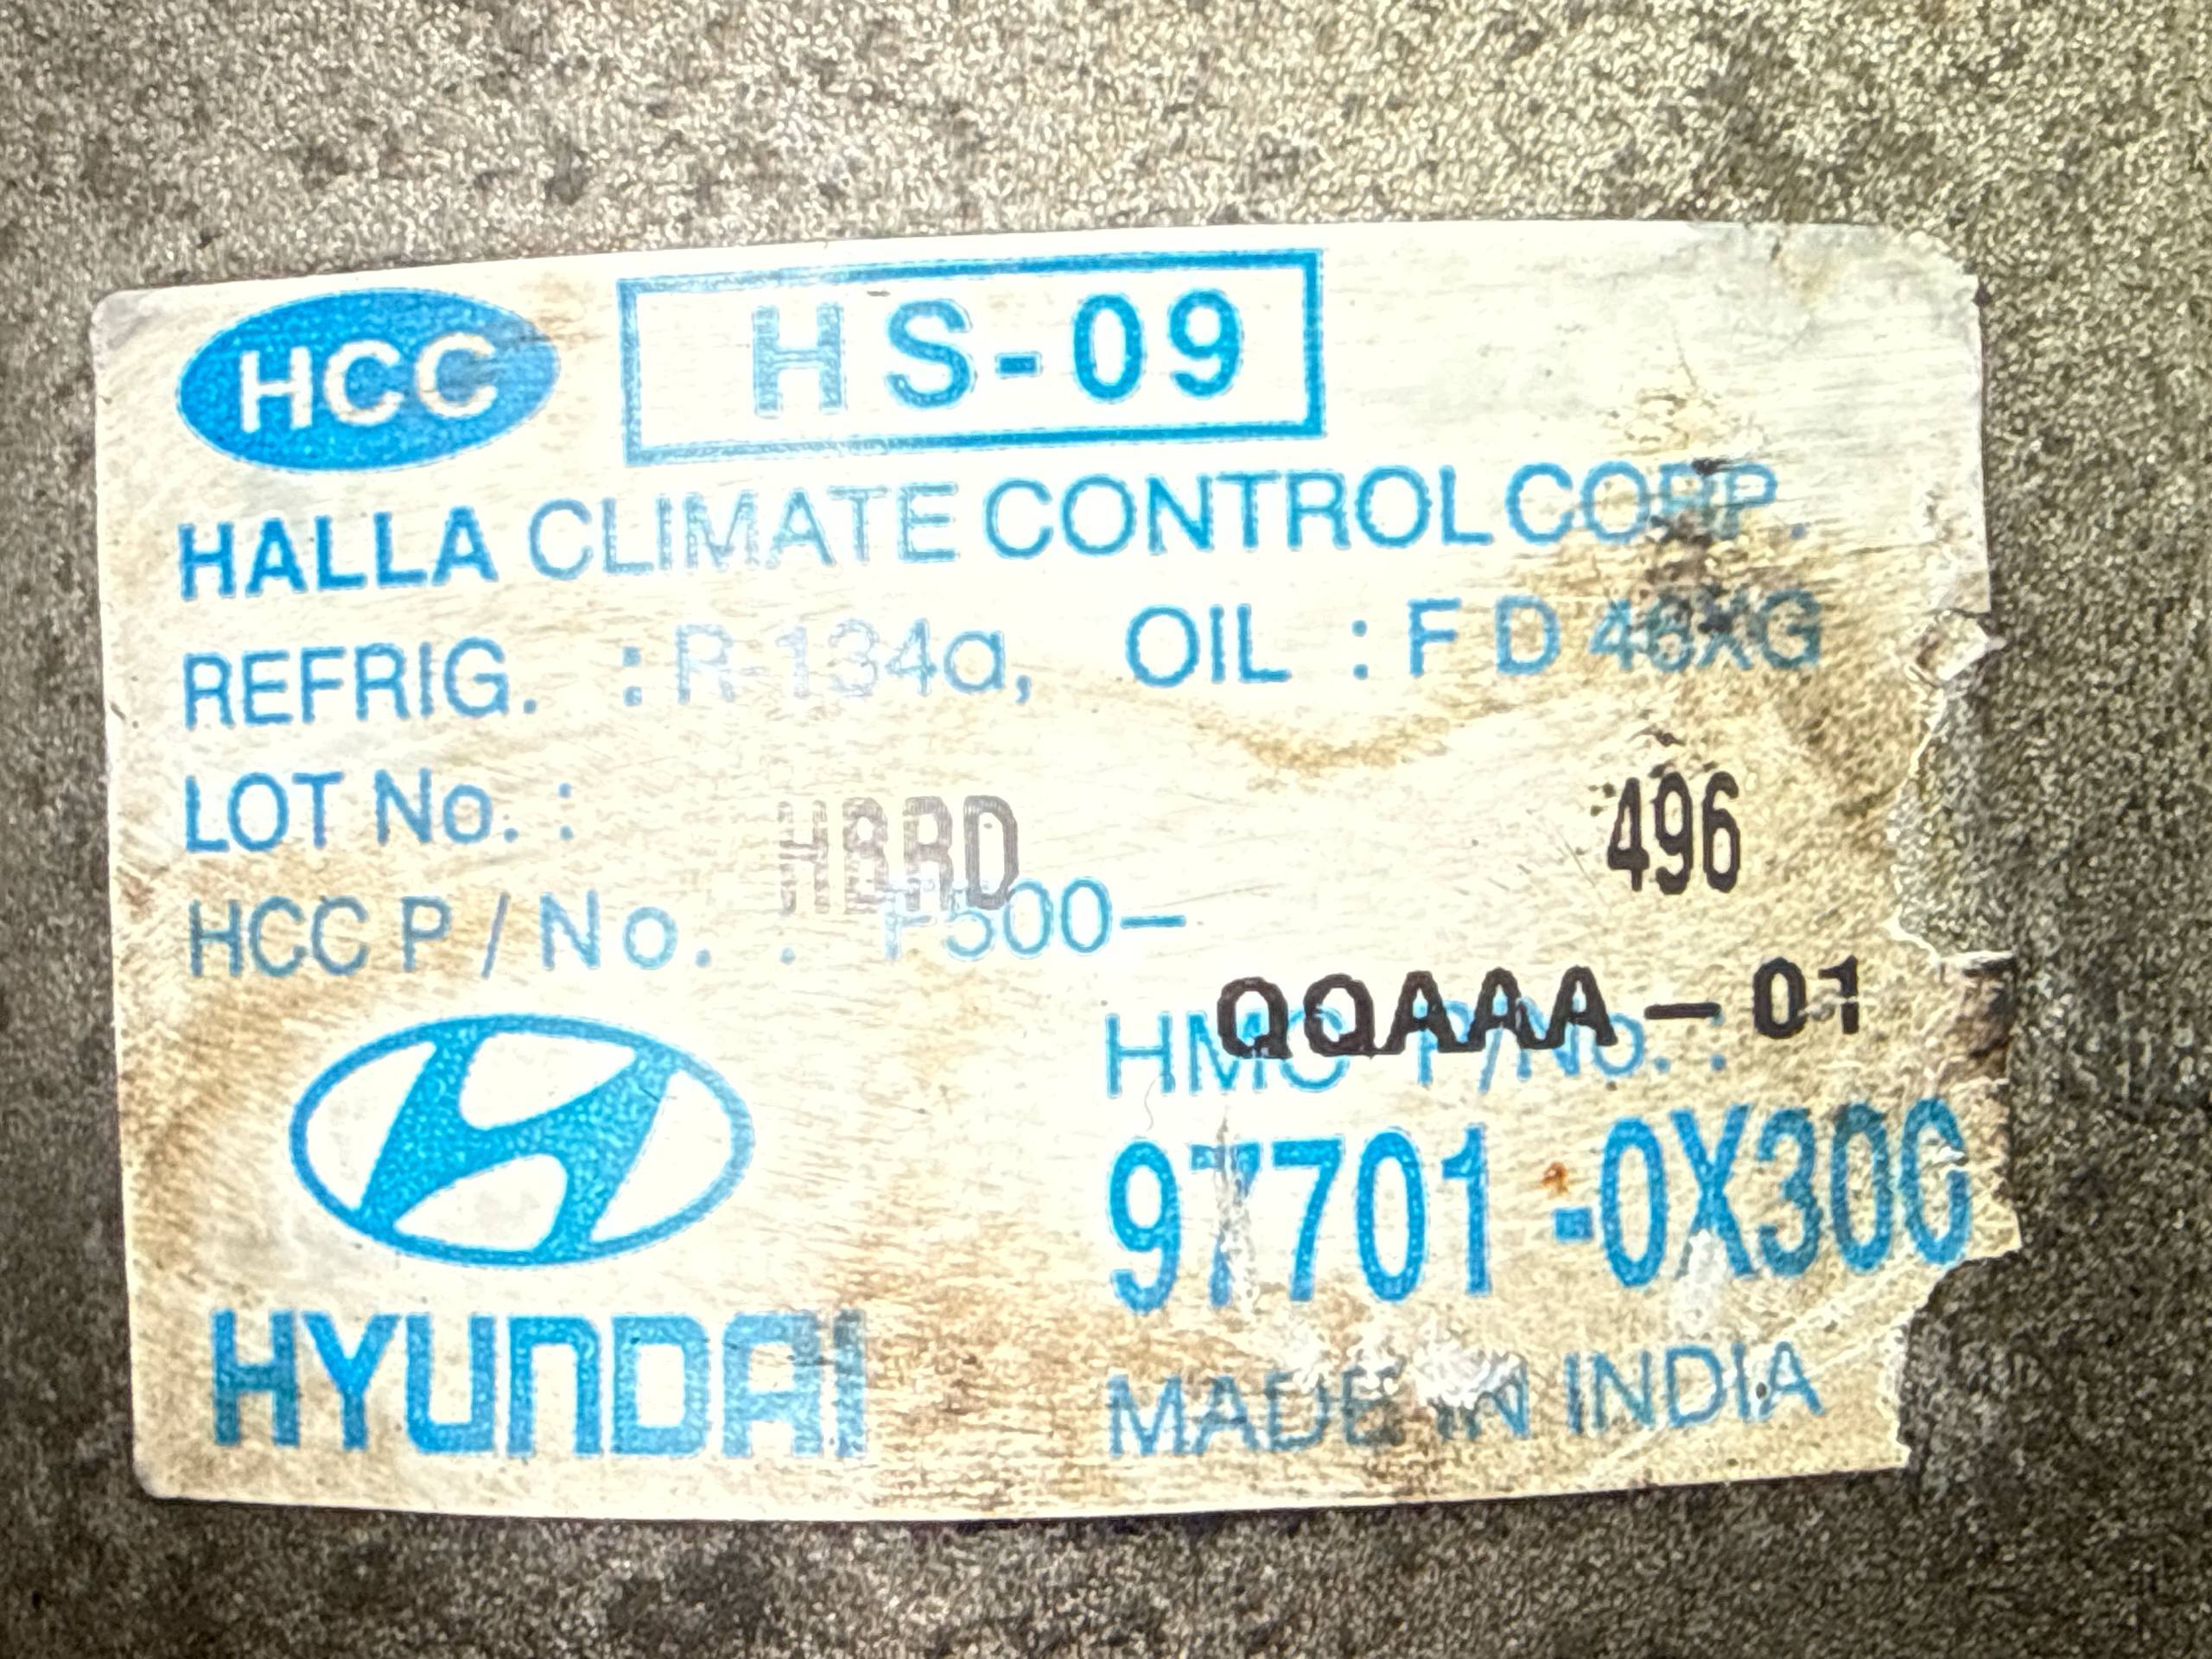 HCC HS-09
HALLA CLIMATE CONTROL CORP.
REFRIG. : R-134a, OIL : FD 46XG
LOT No. : 496
HCC P/No. : F500-
QQAAA-01
HMC P/No. :
97701-0X300
HYUNDAI
MADE IN INDIA